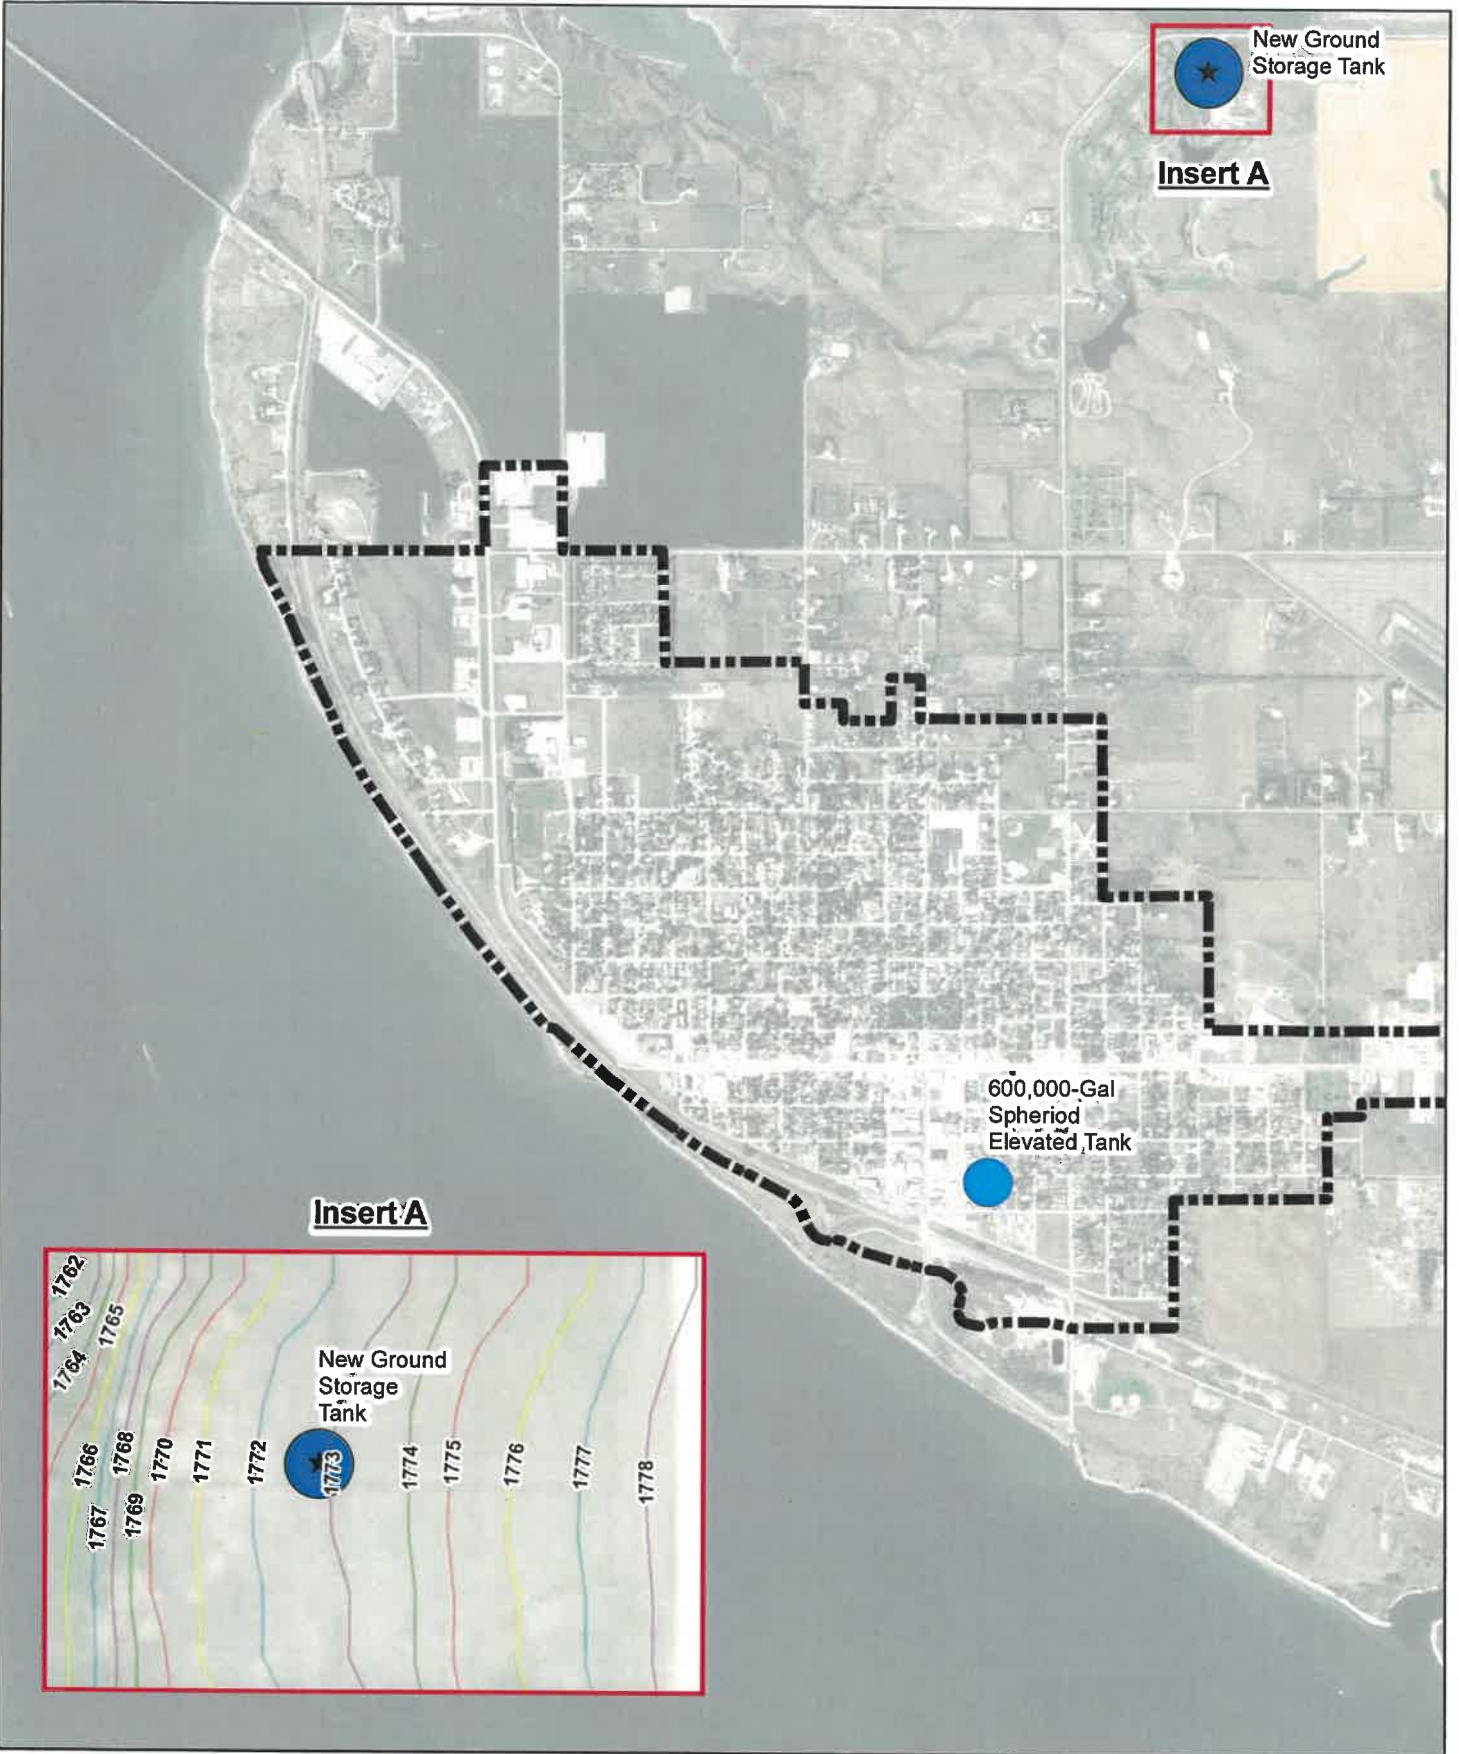 New Ground
Storage Tank
Insert A
600,000-Gal
Spheriod
Elevated Tank
Insert A
1762
1763
1764
1765
New Ground
Storage
Tank
1766
1767
1768
1769
1770
1771
1772
1773
1774
1775
1776
1777
1778